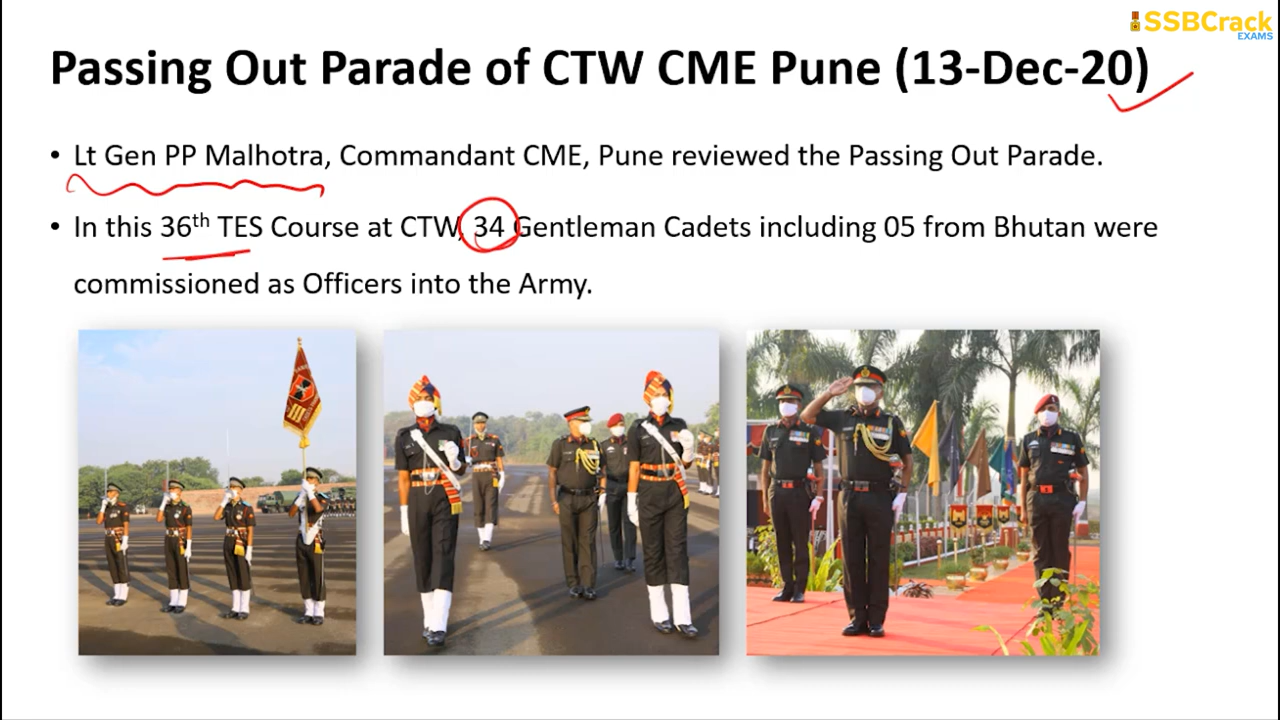 SSBCrack
EXAMS
Passing Out Parade of CTW CME Pune (13-Dec-20)
• Lt Gen PP Malhotra, Commandant CME, Pune reviewed the Passing Out Parade.
• In this 36th TES Course at CTW, 34 Gentleman Cadets including 05 from Bhutan were
commissioned as Officers into the Army.